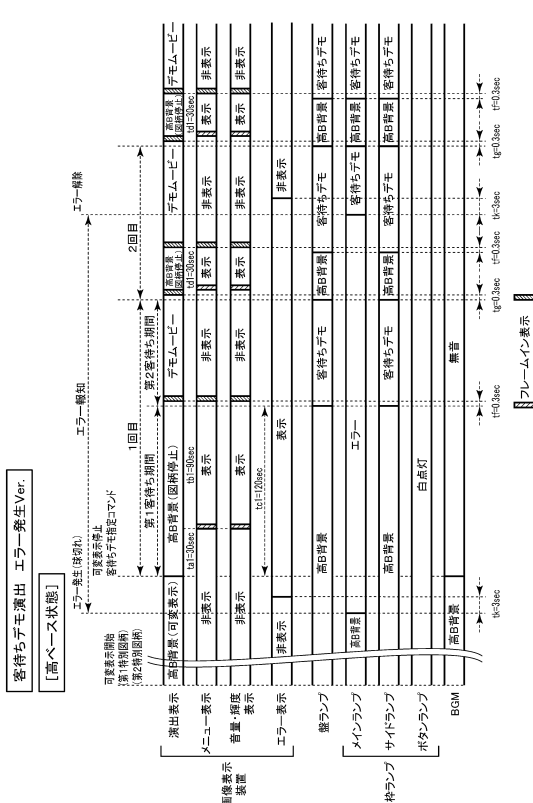 客待ちデモ演出 エラー発生Ver.
[高ベース状態]
エラー報知
エラー発生(球切れ)
エラー解除
可変表示停止
客待ちデモ指定コマンド
可変表示開始
(第1特別図柄)
(第2特別図柄)
1回目
2回目
第1客待ち期間
第2客待ち期間
画像表示装置
演出表示
高B背景(可変表示)
高B背景(図柄停止)
デモムービー
高B背景(図柄停止)
デモムービー
高B背景(図柄停止)
デモムービー
ta1=30sec
tb1=90sec
td1=30sec
td1=30sec
メニュー表示
非表示
表示
非表示
表示
非表示
表示
非表示
音量・輝度表示
非表示
表示
非表示
表示
非表示
表示
非表示
tc1=120sec
エラー表示
非表示
表示
非表示
盤ランプ
高B背景
客待ちデモ
高B背景
客待ちデモ
高B背景
客待ちデモ
枠ランプ
メインランプ
高B背景
エラー
客待ちデモ
高B背景
客待ちデモ
サイドランプ
高B背景
客待ちデモ
高B背景
客待ちデモ
高B背景
客待ちデモ
ボタンランプ
白点灯
BGM
高B背景
無音
tk=3sec
tf=0.3sec
tg=0.3sec
tf=0.3sec
tk=3sec
tg=0.3sec
tf=0.3sec
フレームイン表示